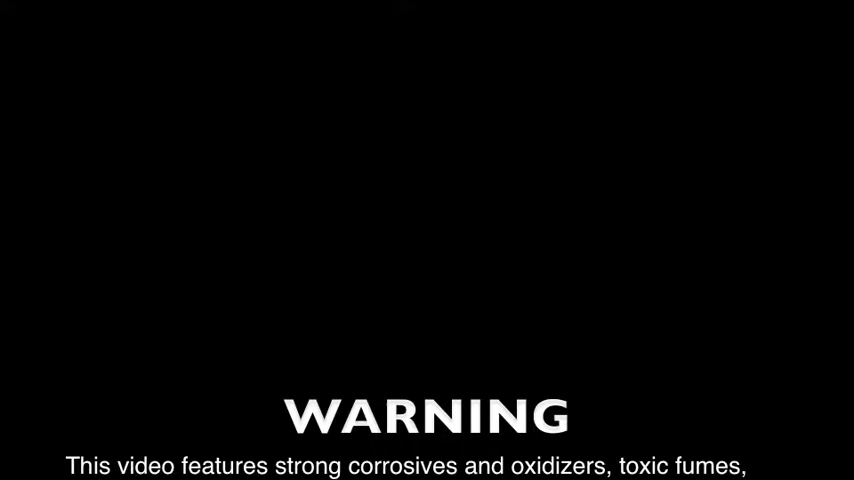 WARNING
This video features strong corrosives and oxidizers, toxic fumes,